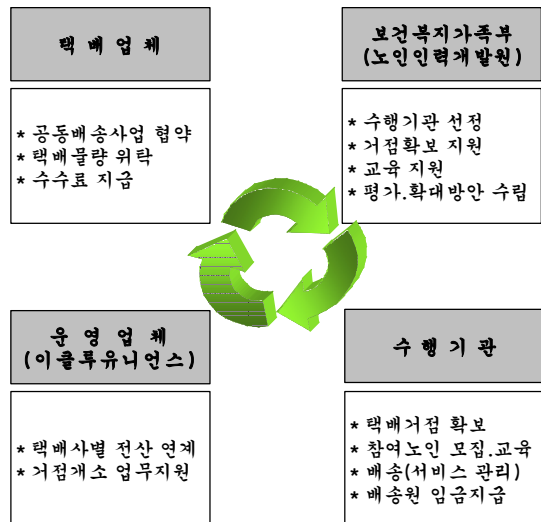 택배업체
* 공동배송사업 협약
* 택배물량 위탁
* 수수료 지급
보건복지가족부
(노인인력개발원)
* 수행기관 선정
* 거점확보 지원
* 교육 지원
* 평가.확대방안 수립
운영업체
(이클루유니언스)
* 택배사별 전산 연계
* 거점개소 업무지원
수행기관
* 택배거점 확보
* 참여노인 모집.교육
* 배송(서비스 관리)
* 배송원 임금지급